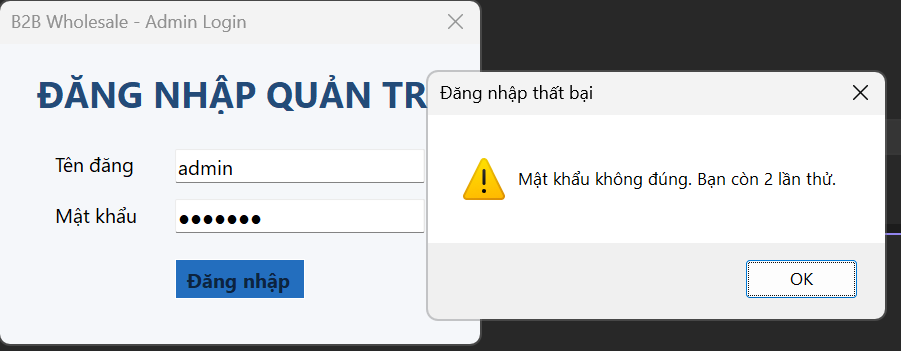 B2B Wholesale - Admin Login
ĐĂNG NHẬP QUẢN TR
Tên đăng
admin
Mật khẩu
●●●●●●●
Đăng nhập
Đăng nhập thất bại
Mật khẩu không đúng. Bạn còn 2 lần thử.
OK